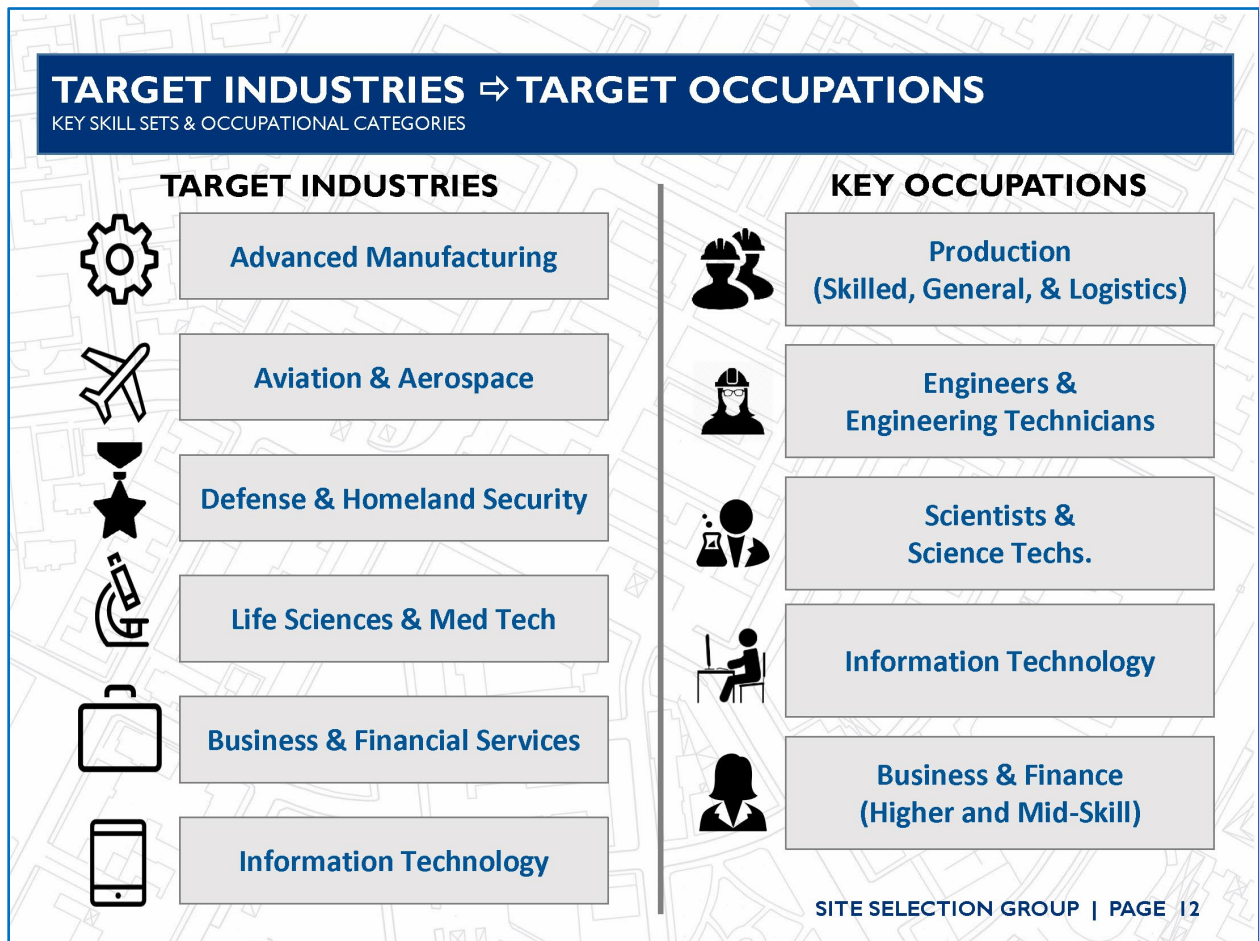 TARGET INDUSTRIES ⇨ TARGET OCCUPATIONS
KEY SKILL SETS & OCCUPATIONAL CATEGORIES
TARGET INDUSTRIES
Advanced Manufacturing
Aviation & Aerospace
Defense & Homeland Security
Life Sciences & Med Tech
Business & Financial Services
Information Technology
KEY OCCUPATIONS
Production
(Skilled, General, & Logistics)
Engineers &
Engineering Technicians
Scientists &
Science Techs.
Information Technology
Business & Finance
(Higher and Mid-Skill)
SITE SELECTION GROUP | PAGE 12